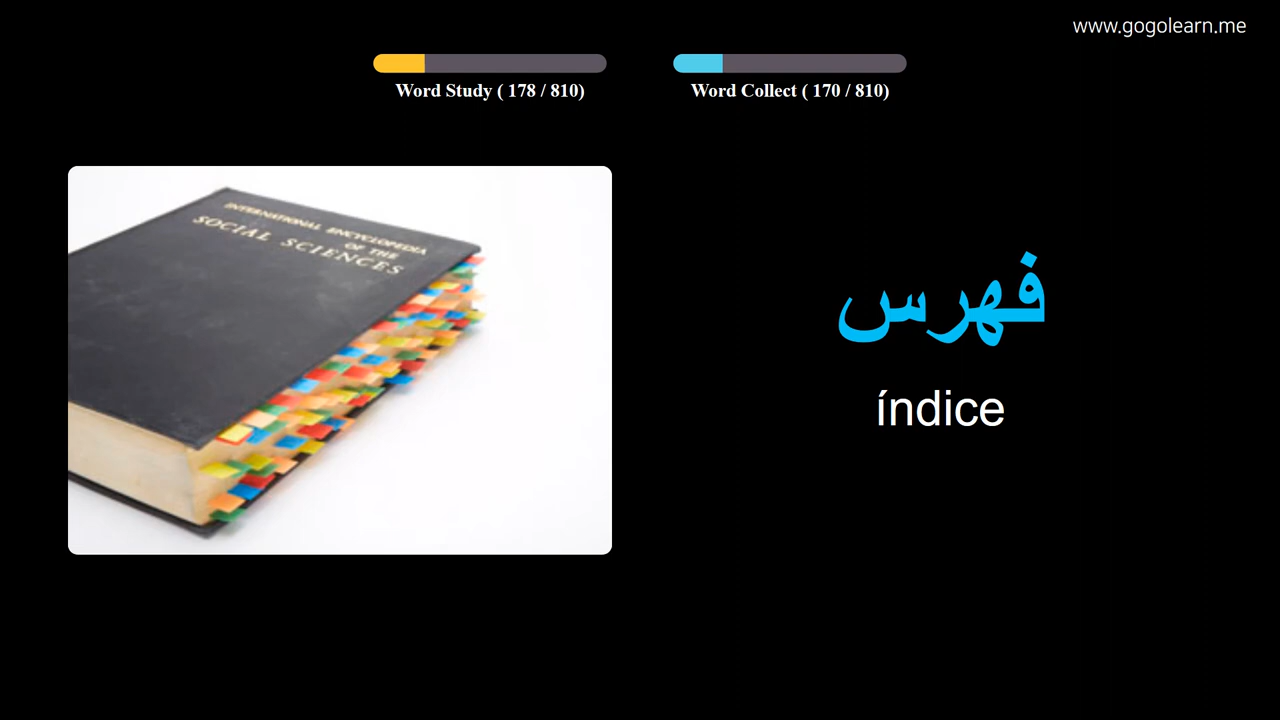 www.gogolearn.me
Word Study ( 178 / 810)
Word Collect ( 170 / 810)
INTERNATIONAL ENCYCLOPEDIA
OF THE
SOCIAL SCIENCES
فهرس
índice